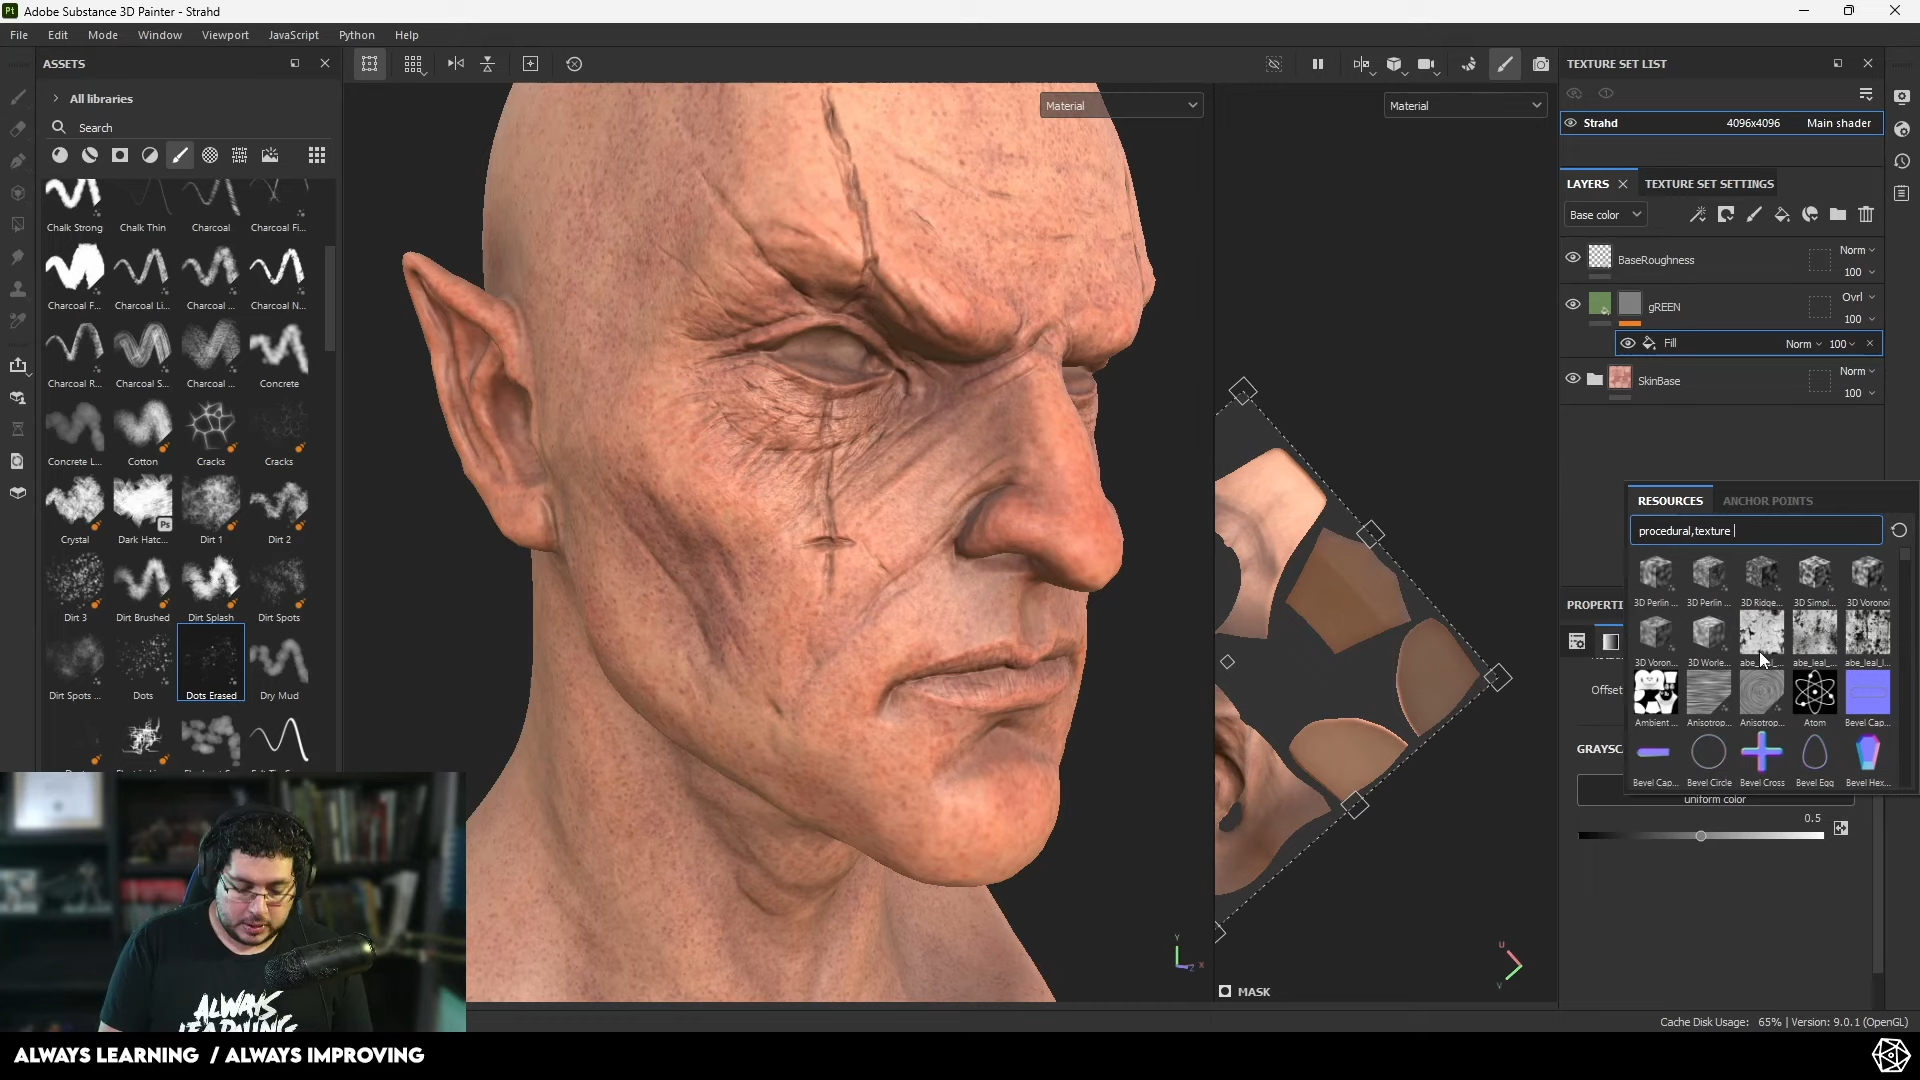 Pt Adobe Substance 3D Painter - Strahd
File Edit Mode Window Viewport JavaScript Python Help
ASSETS
All libraries
Search
Chalk Strong Chalk Thin Charcoal Charcoal Fi...
Charcoal F... Charcoal Li... Charcoal ... Charcoal N...
Charcoal R... Charcoal S... Charcoal ... Concrete
Concrete L... Cotton Cracks Cracks
Ps
Crystal Dark Hatc... Dirt 1 Dirt 2
Dirt 3 Dirt Brushed Dirt Splash Dirt Spots
Dirt Spots ... Dots Dots Erased Dry Mud
Material
Material
Y
X
Z
U
V
MASK
TEXTURE SET LIST
Strahd 4096x4096 Main shader
LAYERS TEXTURE SET SETTINGS
Base color
BaseRoughness Norm
100
gREEN Ovrl
100
Fill Norm 100
SkinBase Norm
100
RESOURCES ANCHOR POINTS
procedural,texture
3D Perlin ... 3D Perlin ... 3D Ridge... 3D Simpl... 3D Voronoi
3D Voron... 3D Worle... abe_leal_... abe_leal_l...
Ambient ... Anisotrop... Anisotrop... Atom Bevel Cap...
Bevel Cap... Bevel Circle Bevel Cross Bevel Egg Bevel Hex...
PROPERTI
Offset
GRAYSC
uniform color
0.5
Cache Disk Usage: 65% | Version: 9.0.1 (OpenGL)
ALWAYS
LEARNING
ALWAYS LEARNING / ALWAYS IMPROVING